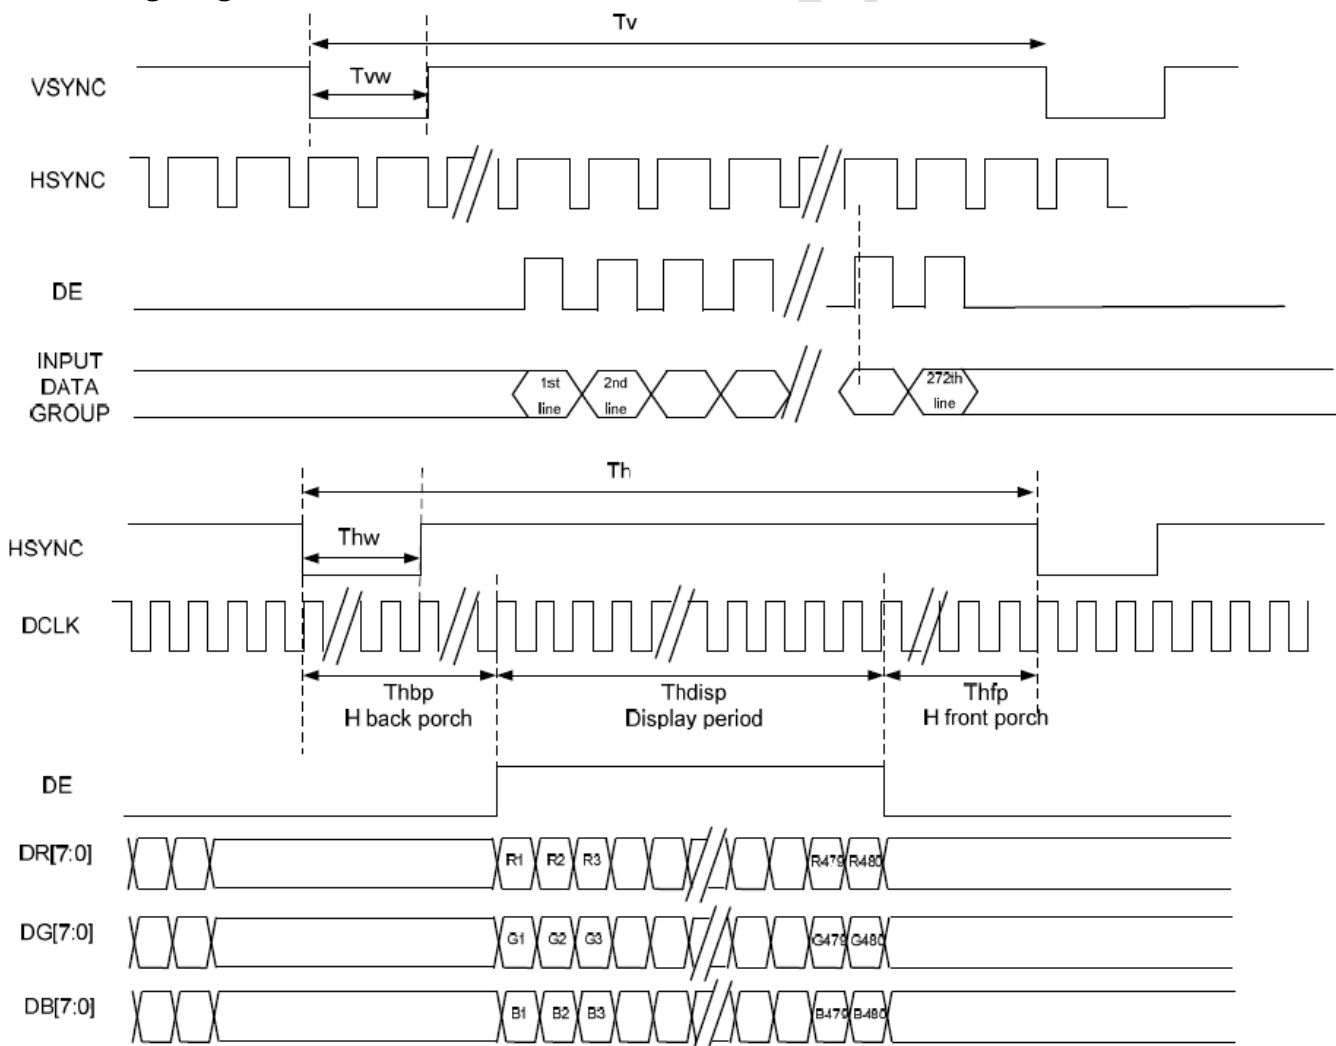 Tv
VSYNC
Tvw
HSYNC
DE
INPUT
DATA
GROUP
1st
line
2nd
line
272th
line
Th
HSYNC
Thw
DCLK
Thbp
H back porch
Thdisp
Display period
Thfp
H front porch
DE
DR[7:0]
R1 R2 R3 R479 R480
DG[7:0]
G1 G2 G3 G479 G480
DB[7:0]
B1 B2 B3 B479 B480